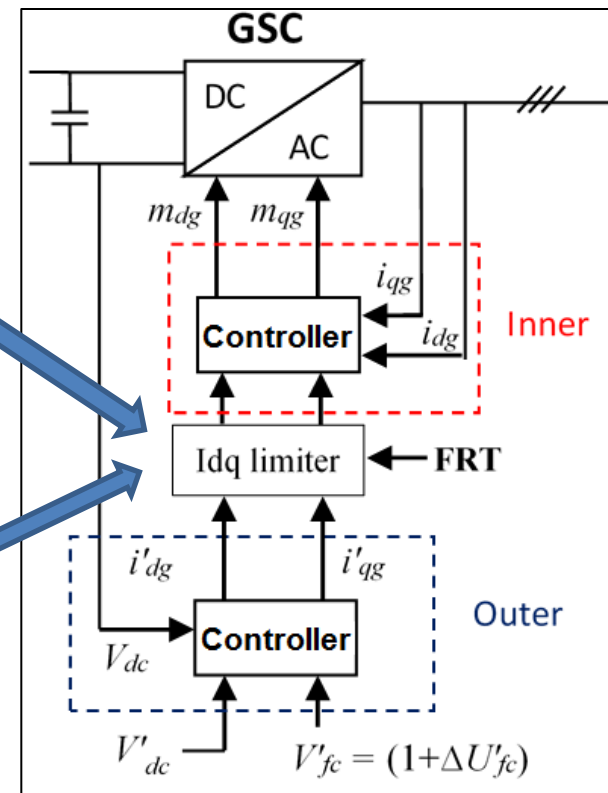 GSC
DC
AC
mdg mqg
iqg
idg
Inner
Controller
Idq limiter
FRT
i'dg i'qg
Outer
Controller
Vdc
V'dc
V'fc = (1+ΔU'fc)